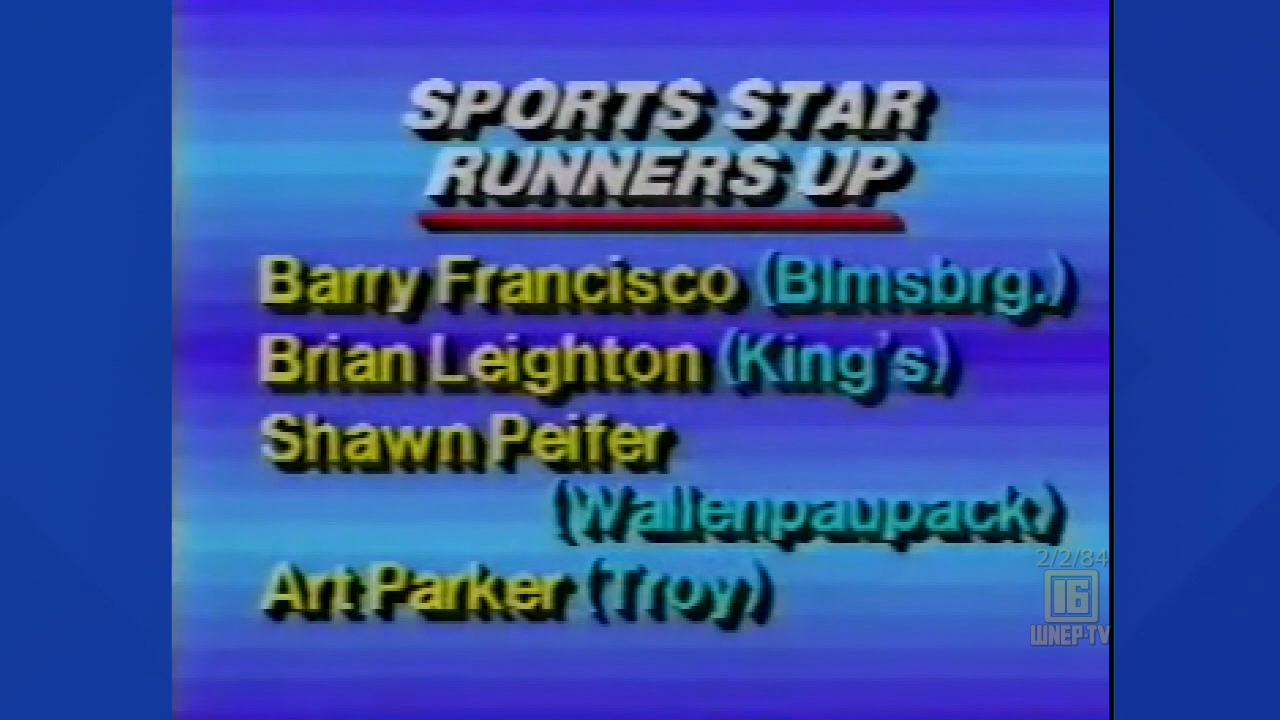 SPORTS STAR
RUNNERS UP
Barry Francisco (Blmsbrg.)
Brian Leighton (King's)
Shawn Peifer
(Wallenpaupack)
Art Parker (Troy)
2/2/84
16
WNEP-TV